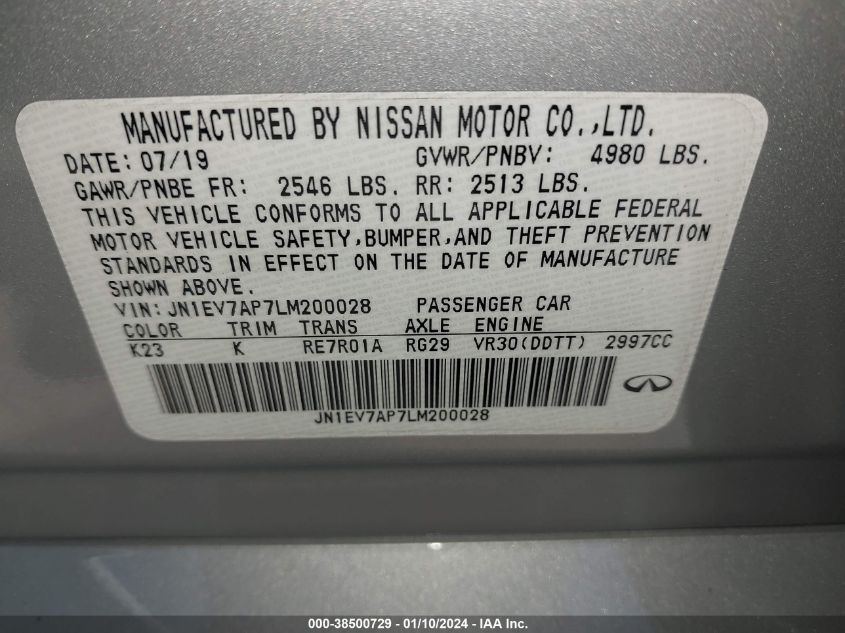 MANUFACTURED BY NISSAN MOTOR CO.,LTD.
DATE: 07/19 GVWR/PNBV: 4980 LBS.
GAWR/PNBE FR: 2546 LBS. RR: 2513 LBS.
THIS VEHICLE CONFORMS TO ALL APPLICABLE FEDERAL
MOTOR VEHICLE SAFETY,BUMPER,AND THEFT PREVENTION
STANDARDS IN EFFECT ON THE DATE OF MANUFACTURE
SHOWN ABOVE.
VIN: JN1EV7AP7LM200028 PASSENGER CAR
COLOR TRIM TRANS AXLE ENGINE
K23 K RE7R01A RG29 VR30(DDTT) 2997CC
JN1EV7AP7LM200028
000-38500729 — 01/10/2024 — IAA Inc.